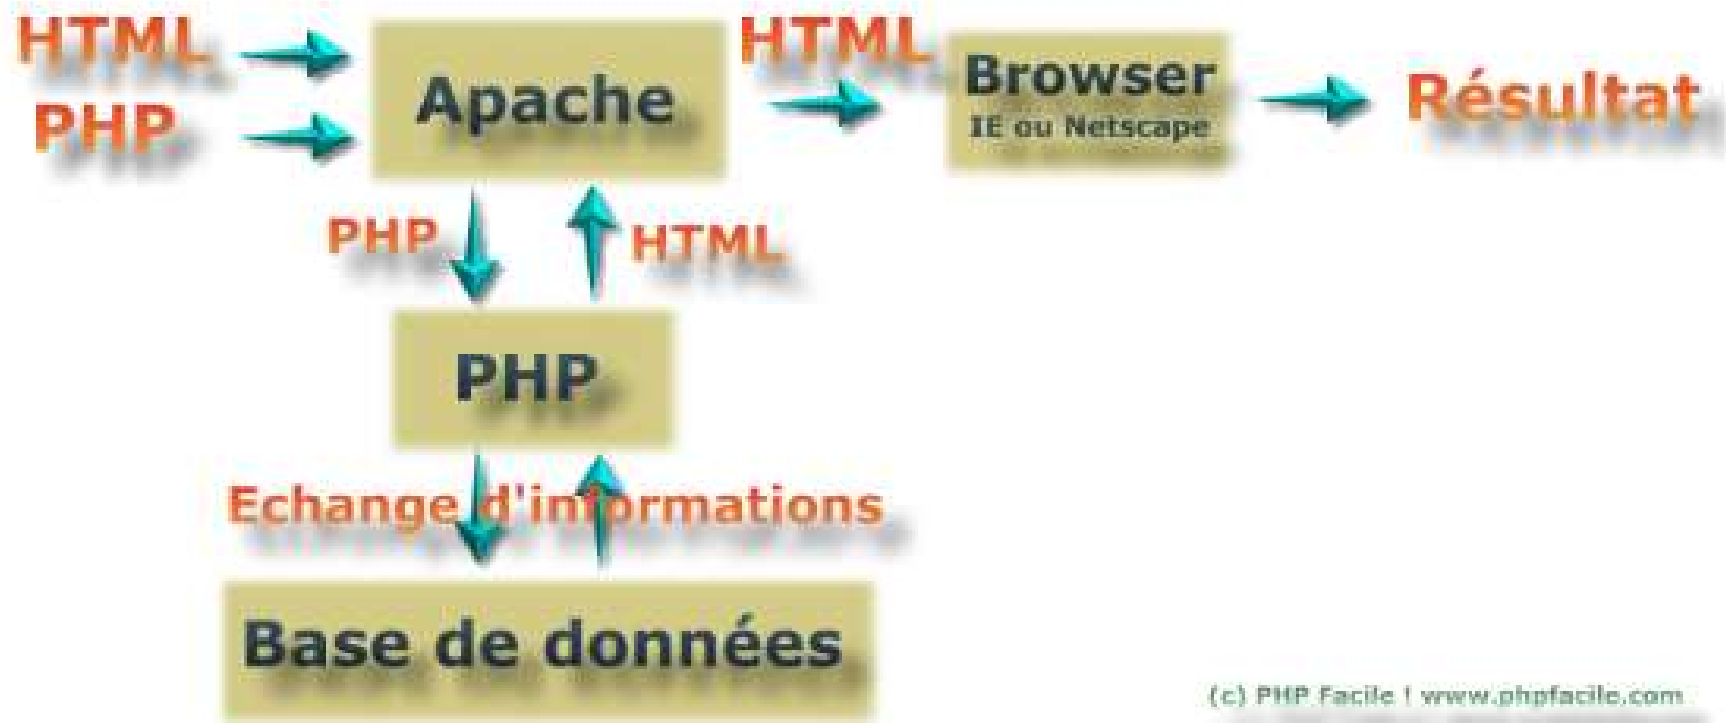 HTML
PHP
Apache
HTML
Browser
IE ou Netscape
Résultat
PHP
HTML
PHP
Echange d'informations
Base de données
(c) PHP Facile ! www.phpfacile.com